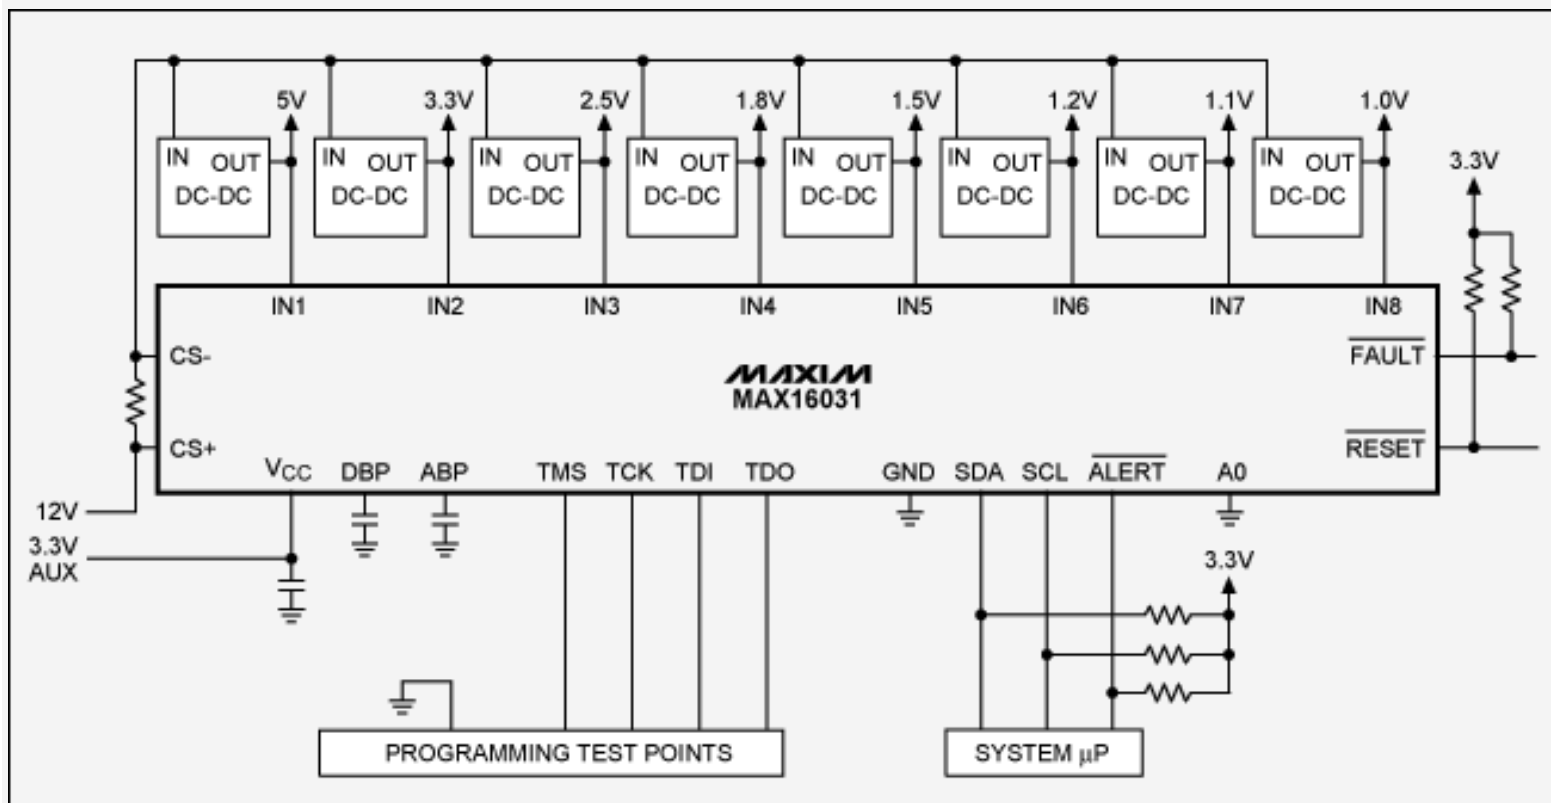 5V 3.3V 2.5V 1.8V 1.5V 1.2V 1.1V 1.0V
IN OUT IN OUT IN OUT IN OUT IN OUT IN OUT IN OUT IN OUT
DC-DC DC-DC DC-DC DC-DC DC-DC DC-DC DC-DC DC-DC
3.3V
IN1 IN2 IN3 IN4 IN5 IN6 IN7 IN8
CS- FAULT
MAXIM
MAX16031
CS+ RESET
VCC DBP ABP TMS TCK TDI TDO GND SDA SCL ALERT A0
12V
3.3V
AUX
3.3V
PROGRAMMING TEST POINTS SYSTEM µP